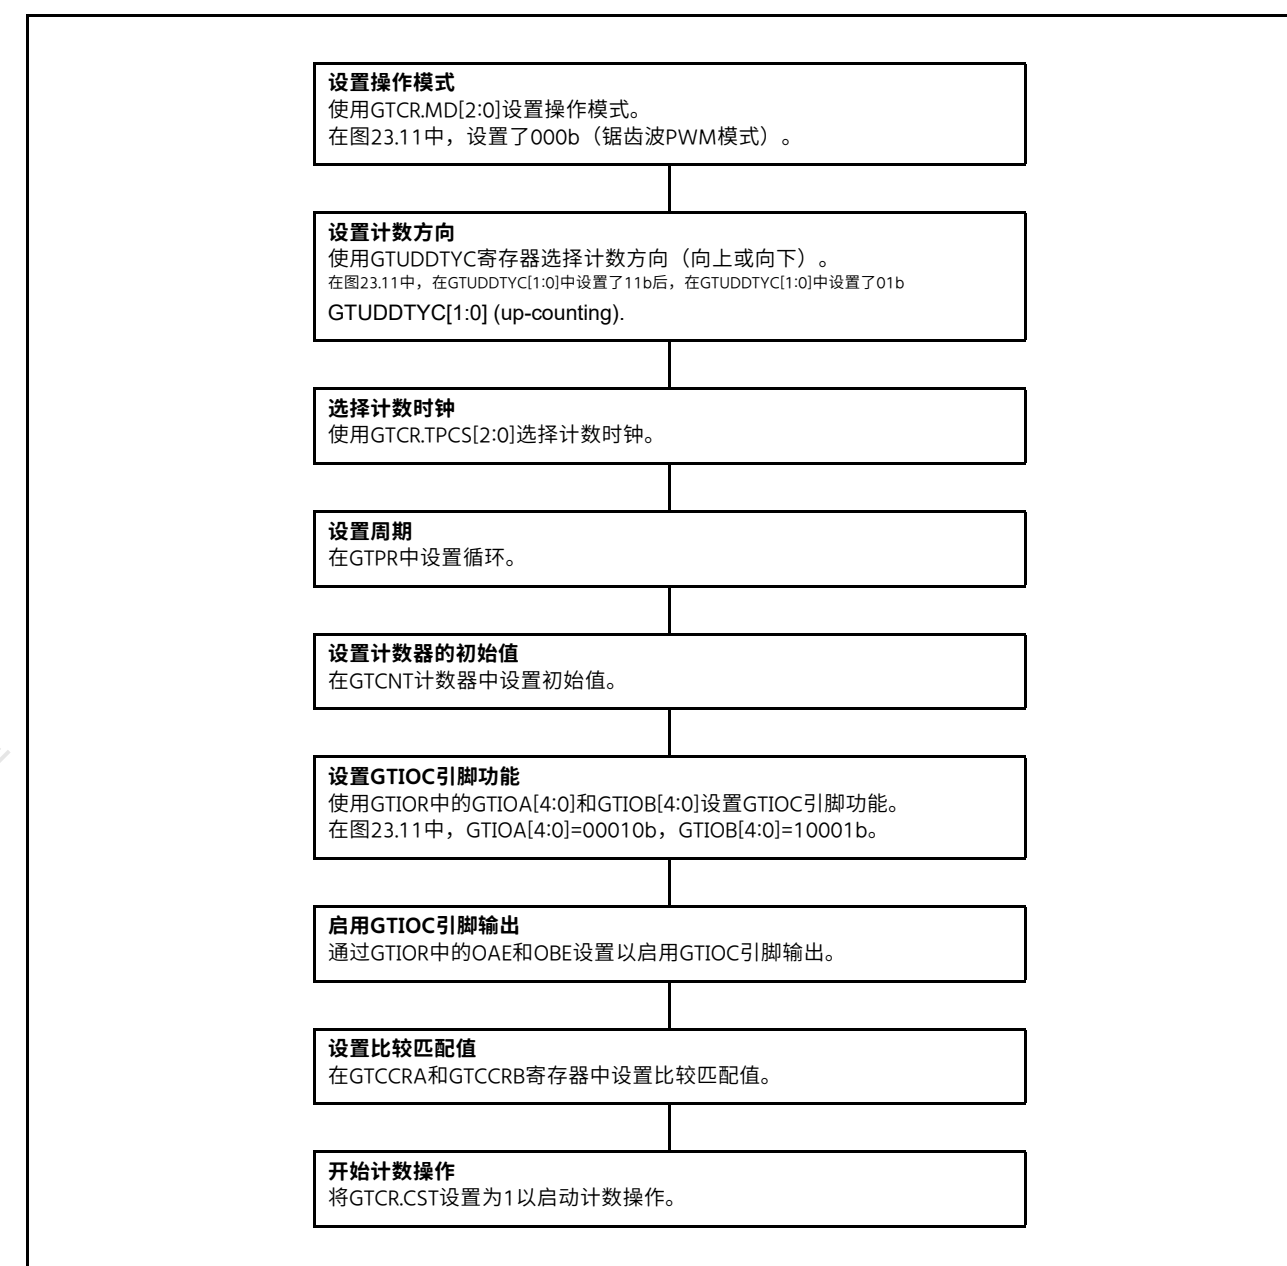 设置操作模式
使用GTCR.MD[2:0]设置操作模式。
在图23.11中，设置了000b（锯齿波PWM模式）。
设置计数方向
使用GTUDDTYC寄存器选择计数方向（向上或向下）。
在图23.11中，在GTUDDTYC[1:0]中设置了11b后，在GTUDDTYC[1:0]中设置了01b
GTUDDTYC[1:0] (up-counting).
选择计数时钟
使用GTCR.TPCS[2:0]选择计数时钟。
设置周期
在GTPR中设置循环。
设置计数器的初始值
在GTCNT计数器中设置初始值。
设置GTIOC引脚功能
使用GTIOR中的GTIOA[4:0]和GTIOB[4:0]设置GTIOC引脚功能。
在图23.11中，GTIOA[4:0]=00010b，GTIOB[4:0]=10001b。
启用GTIOC引脚输出
通过GTIOR中的OAE和OBE设置以启用GTIOC引脚输出。
设置比较匹配值
在GTCCRA和GTCCRB寄存器中设置比较匹配值。
开始计数操作
将GTCR.CST设置为1以启动计数操作。